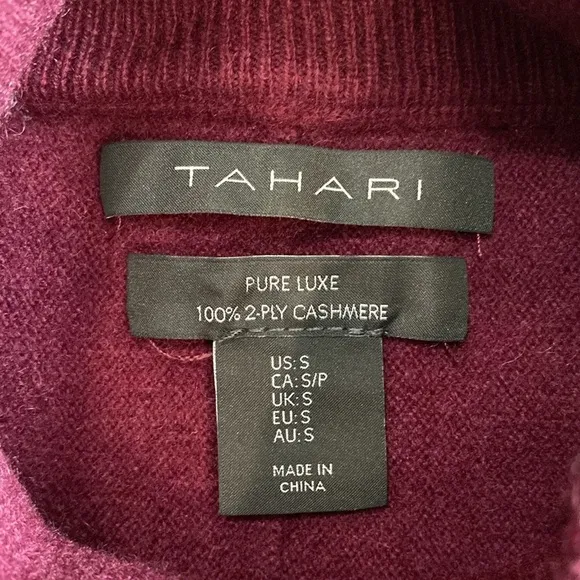 TAHARI
PURE LUXE
100% 2-PLY CASHMERE
US: S
CA: S/P
UK: S
EU: S
AU: S
MADE IN
CHINA